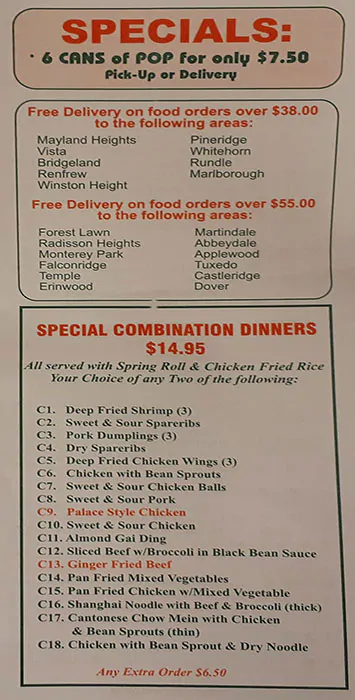 SPECIALS:
· 6 CANS of POP for only $7.50
Pick-Up or Delivery
Free Delivery on food orders over $38.00
to the following areas:
Mayland Heights Pineridge
Vista Whitehorn
Bridgeland Rundle
Renfrew Marlborough
Winston Height
Free Delivery on food orders over $55.00
to the following areas:
Forest Lawn Martindale
Radisson Heights Abbeydale
Monterey Park Applewood
Falconridge Tuxedo
Temple Castleridge
Erinwood Dover
SPECIAL COMBINATION DINNERS
$14.95
All served with Spring Roll & Chicken Fried Rice
Your Choice of any Two of the following:
C1. Deep Fried Shrimp (3)
C2. Sweet & Sour Spareribs
C3. Pork Dumplings (3)
C4. Dry Spareribs
C5. Deep Fried Chicken Wings (3)
C6. Chicken with Bean Sprouts
C7. Sweet & Sour Chicken Balls
C8. Sweet & Sour Pork
C9. Palace Style Chicken
C10. Sweet & Sour Chicken
C11. Almond Gai Ding
C12. Sliced Beef w/Broccoli in Black Bean Sauce
C13. Ginger Fried Beef
C14. Pan Fried Mixed Vegetables
C15. Pan Fried Chicken w/Mixed Vegetable
C16. Shanghai Noodle with Beef & Broccoli (thick)
C17. Cantonese Chow Mein with Chicken
& Bean Sprouts (thin)
C18. Chicken with Bean Sprout & Dry Noodle
Any Extra Order $6.50